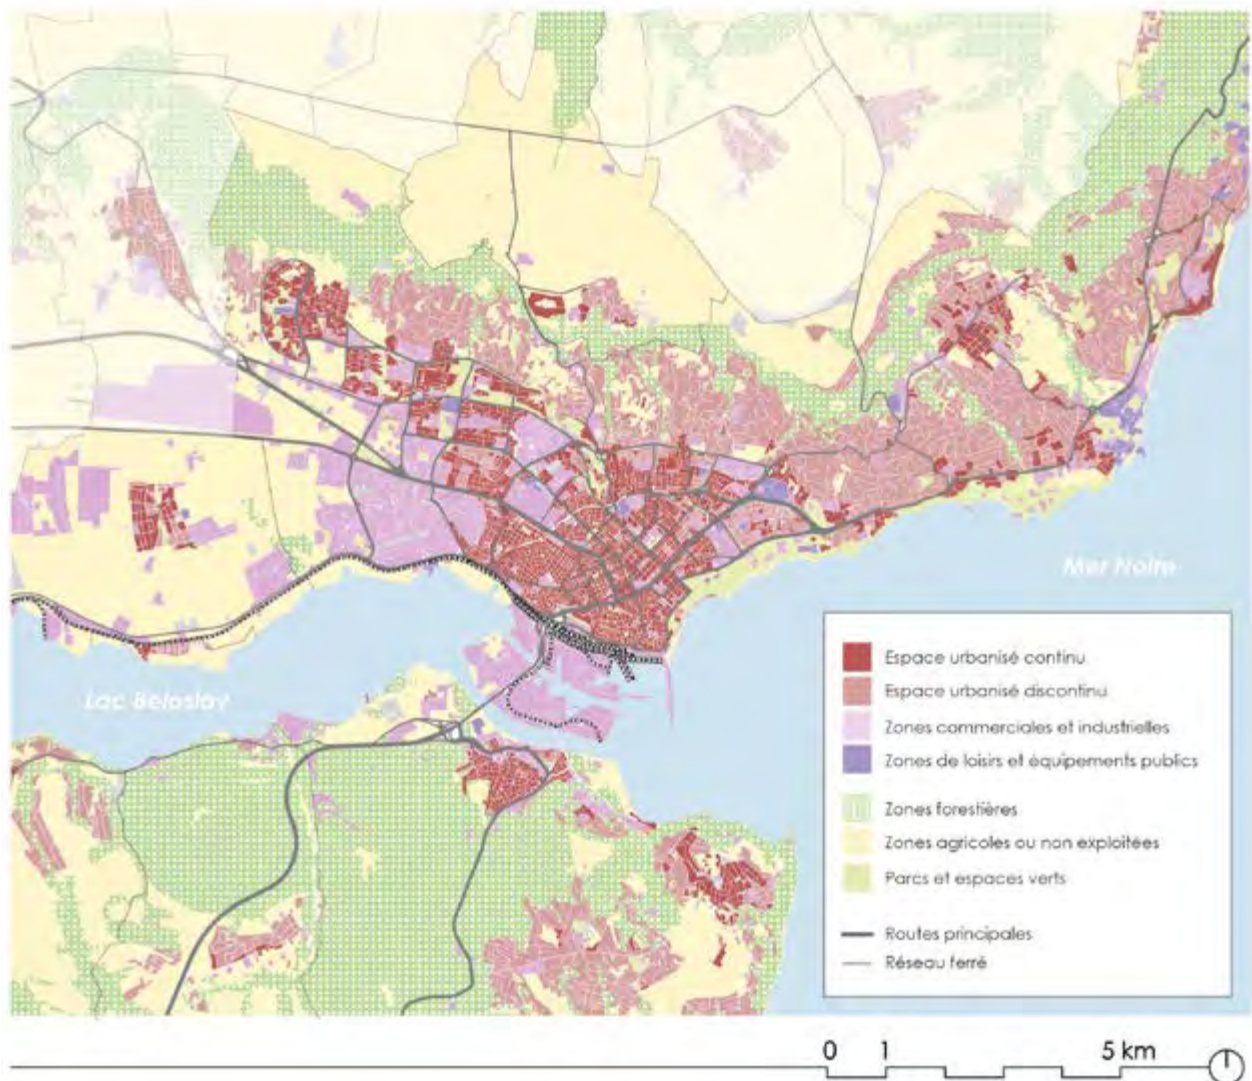 Mer Noire
Lac Beloslav
Espace urbanisé continu
Espace urbanisé discontinu
Zones commerciales et industrielles
Zones de loisirs et équipements publics
Zones forestières
Zones agricoles ou non exploitées
Parcs et espaces verts
Routes principales
Réseau ferré
0 1 5 km